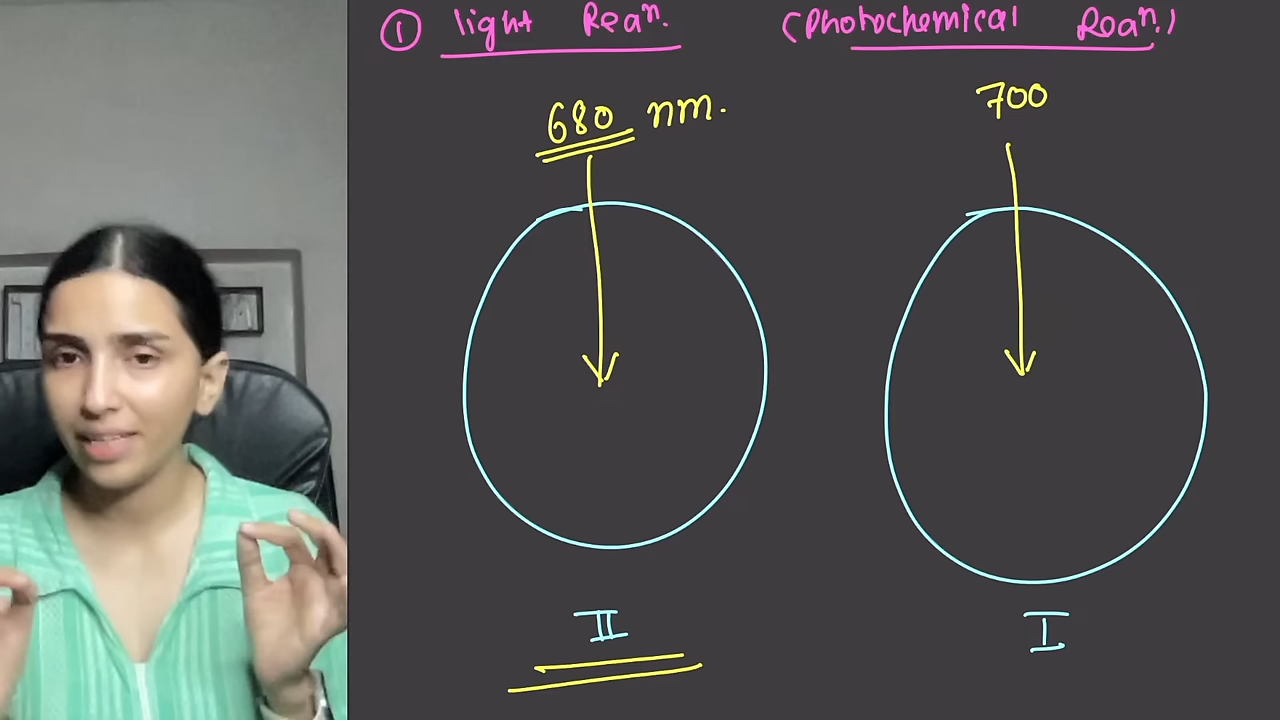 ① light Reaⁿ. (Photochemical Reaⁿ.)
680 nm. 700
II I